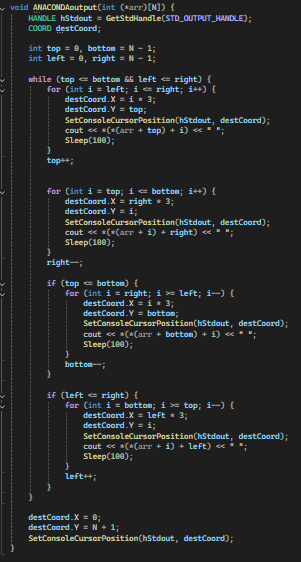 void ANACONDAoutput(int (*arr)[N]) {
    HANDLE hStdout = GetStdHandle(STD_OUTPUT_HANDLE);
    COORD destCoord;

    int top = 0, bottom = N - 1;
    int left = 0, right = N - 1;

    while (top <= bottom && left <= right) {
        for (int i = left; i <= right; i++) {
            destCoord.X = i * 3;
            destCoord.Y = top;
            SetConsoleCursorPosition(hStdout, destCoord);
            cout << *(*(arr + top) + i) << " ";
            Sleep(100);
        }
        top++;


        for (int i = top; i <= bottom; i++) {
            destCoord.X = right * 3;
            destCoord.Y = i;
            SetConsoleCursorPosition(hStdout, destCoord);
            cout << *(*(arr + i) + right) << " ";
            Sleep(100);
        }
        right--;

        if (top <= bottom) {
            for (int i = right; i >= left; i--) {
                destCoord.X = i * 3;
                destCoord.Y = bottom;
                SetConsoleCursorPosition(hStdout, destCoord);
                cout << *(*(arr + bottom) + i) << " ";
                Sleep(100);
            }
            bottom--;
        }

        if (left <= right) {
            for (int i = bottom; i >= top; i--) {
                destCoord.X = left * 3;
                destCoord.Y = i;
                SetConsoleCursorPosition(hStdout, destCoord);
                cout << *(*(arr + i) + left) << " ";
                Sleep(100);
            }
            left++;
        }
    }

    destCoord.X = 0;
    destCoord.Y = N + 1;
    SetConsoleCursorPosition(hStdout, destCoord);
}